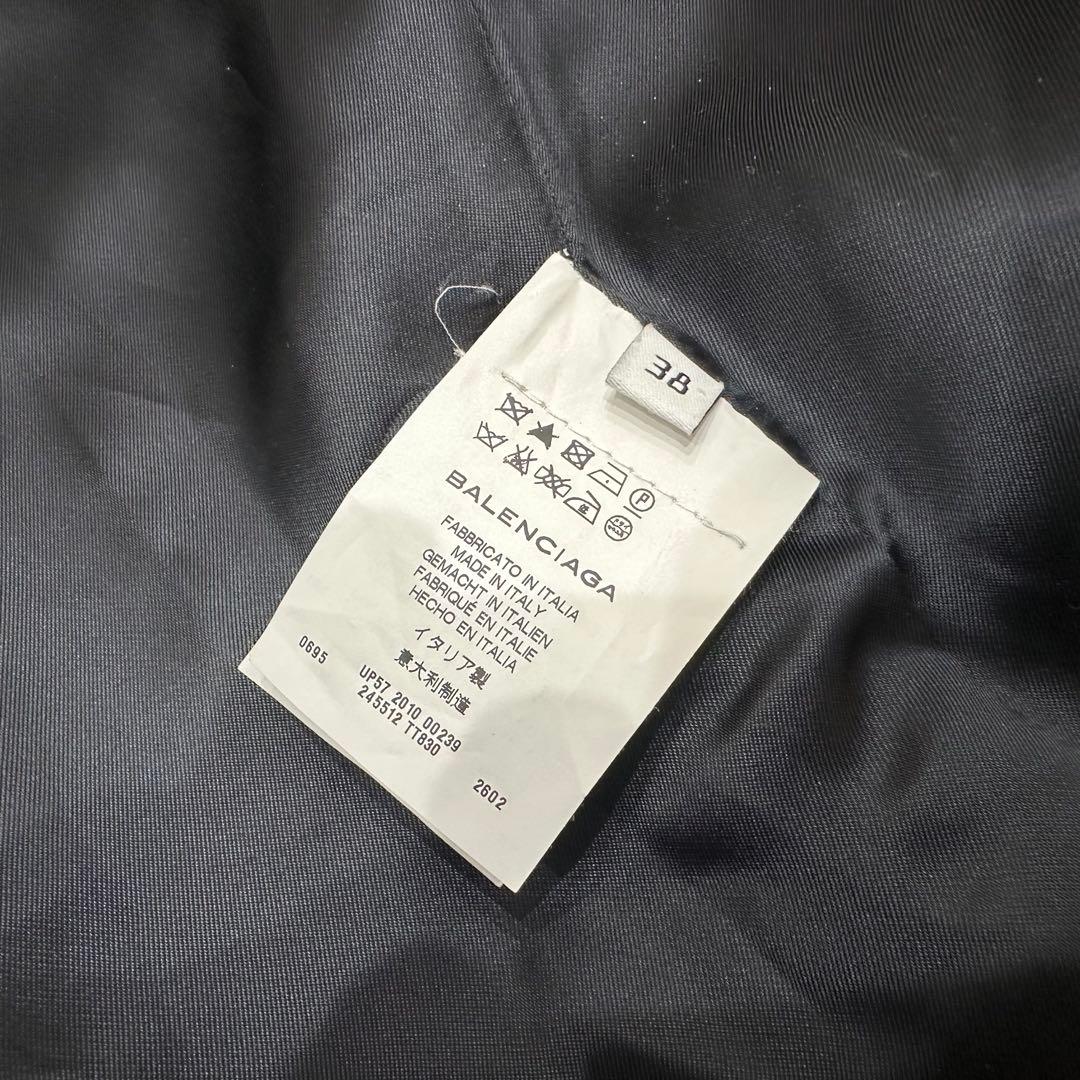 38
P
BALENCIAGA
FABBRICATO IN ITALIA
MADE IN ITALY
GEMACHT IN ITALIEN
FABRIQUÉ EN ITALIE
HECHO EN ITALIA
イタリア製
意大利制造
0695
UP57 2010 00239
245512 TT830
2602